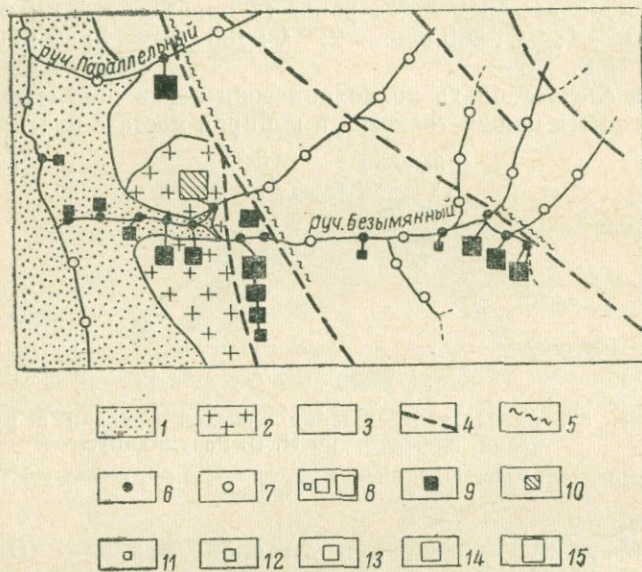 руч. Параллельный
руч. Безымянный
1 2 3 4 5
6 7 8 9 10
11 12 13 14 15